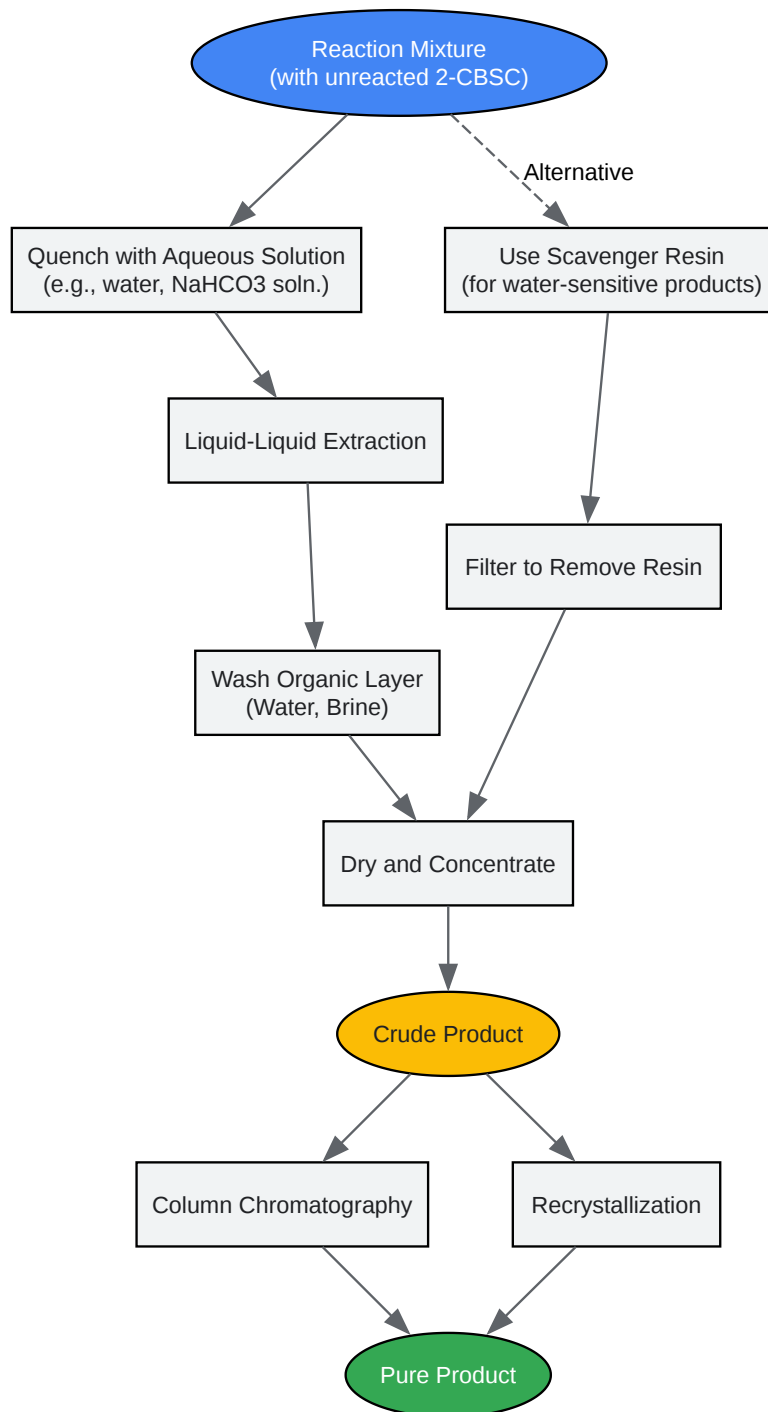 Reaction Mixture
(with unreacted 2-CBSC)
Alternative
Quench with Aqueous Solution
(e.g., water, NaHCO3 soln.)
Use Scavenger Resin
(for water-sensitive products)
Liquid-Liquid Extraction
Filter to Remove Resin
Wash Organic Layer
(Water, Brine)
Dry and Concentrate
Crude Product
Column Chromatography
Recrystallization
Pure Product